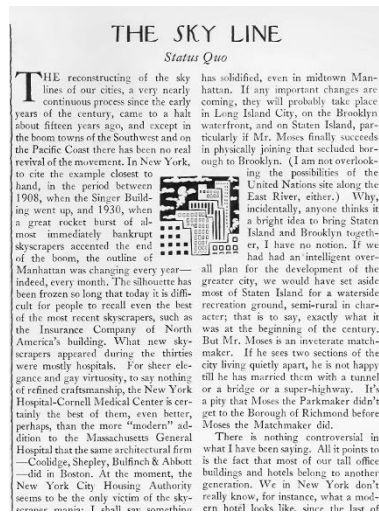 THE SKY LINE
Status Quo
THE reconstructing of the sky
lines of our cities, a very nearly
continuous process since the early
years of the century, came to a halt
about fifteen years ago, and except in
the boom towns of the Southwest and on
the Pacific Coast there has been no real
revival of the movement. In New York,
to cite the example closest to
hand, in the period between
1908, when the Singer Build-
ing went up, and 1930, when
a great rocket burst of al-
most immediately bankrupt
skyscrapers accented the end
of the boom, the outline of
Manhattan was changing every year—
indeed, every month. The silhouette has
been frozen so long that today it is diffi-
cult for people to recall even the best
of the most recent skyscrapers, such as
the Insurance Company of North
America's building. What new sky-
scrapers appeared during the thirties
were mostly hospitals. For sheer ele-
gance and gay virtuosity, to say nothing
of refined craftsmanship, the New York
Hospital-Cornell Medical Center is cer-
tainly the best of them, even better,
perhaps, than the more "modern" ad-
dition to the Massachusetts General
Hospital that the same architectural firm
—Coolidge, Shepley, Bulfinch & Abbott
—did in Boston. At the moment, the
New York City Housing Authority
seems to be the only victim of the sky-
scraper mania; I shall say something
has solidified, even in midtown Man-
hattan. If any important changes are
coming, they will probably take place
in Long Island City, on the Brooklyn
waterfront, and on Staten Island, par-
ticularly if Mr. Moses finally succeeds
in physically joining that secluded bor-
ough to Brooklyn. (I am not overlook-
ing the possibilities of the
United Nations site along the
East River, either.) Why,
incidentally, anyone thinks it
a bright idea to bring Staten
Island and Brooklyn togeth-
er, I have no notion. If we
had had an intelligent over-
all plan for the development of the
greater city, we would have set aside
most of Staten Island for a waterside
recreation ground, semi-rural in char-
acter; that is to say, exactly what it
was at the beginning of the century.
But Mr. Moses is an inveterate match-
maker. If he sees two sections of the
city living quietly apart, he is not happy
till he has married them with a tunnel
or a bridge or a super-highway. It's
a pity that Moses the Parkmaker didn't
get to the Borough of Richmond before
Moses the Matchmaker did.
There is nothing controversial in
what I have been saying. All it points to
is the fact that most of our tall office
buildings and hotels belong to another
generation. We in New York don't
really know, for instance, what a mod-
ern hotel looks like, since the last of